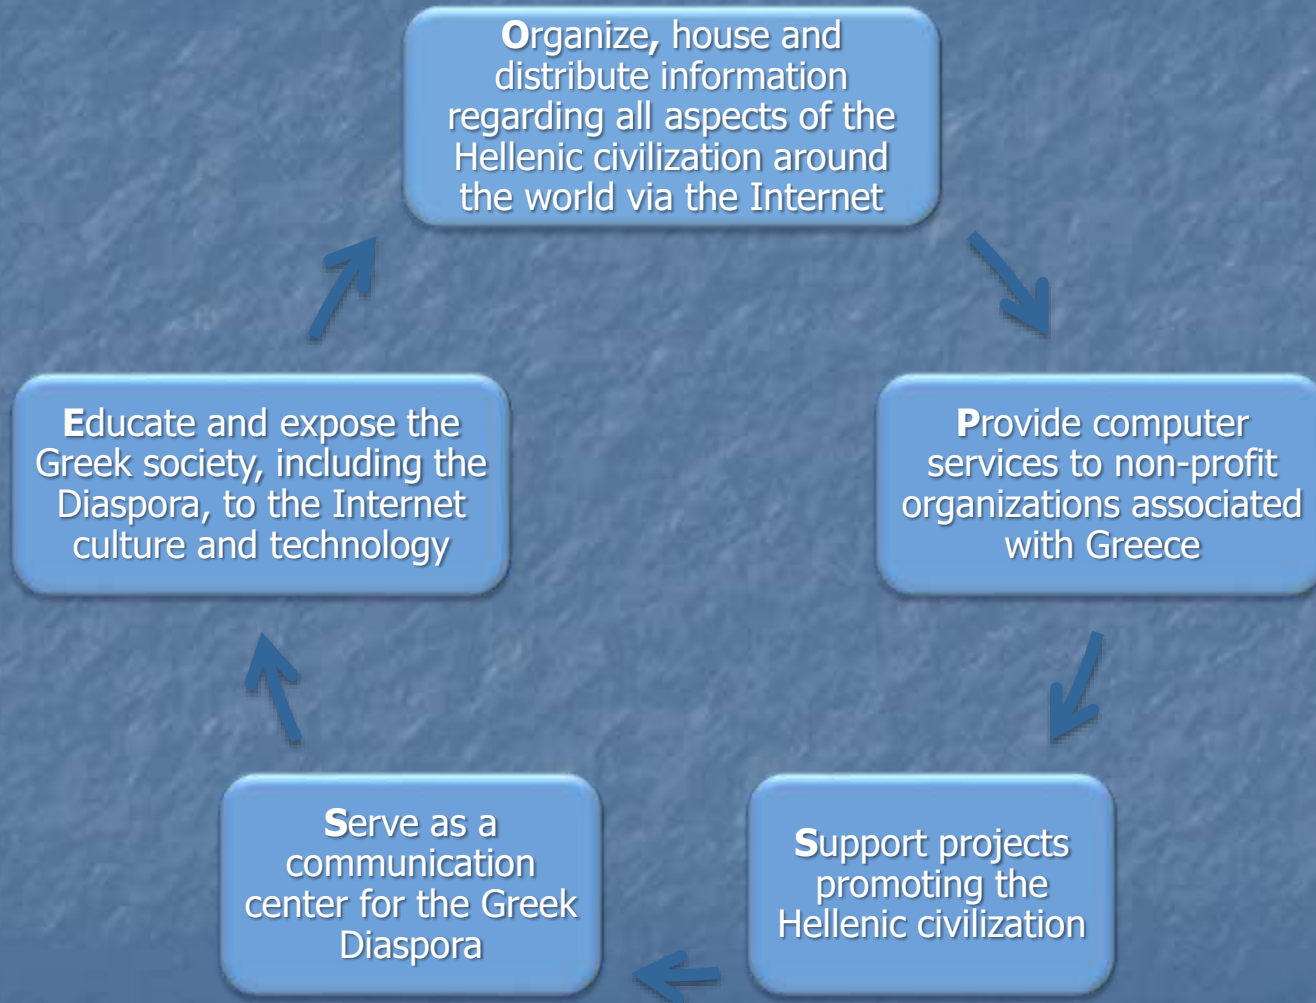 Organize, house and
distribute information
regarding all aspects of the
Hellenic civilization around
the world via the Internet
Provide computer
services to non-profit
organizations associated
with Greece
Support projects
promoting the
Hellenic civilization
Serve as a
communication
center for the Greek
Diaspora
Educate and expose the
Greek society, including the
Diaspora, to the Internet
culture and technology